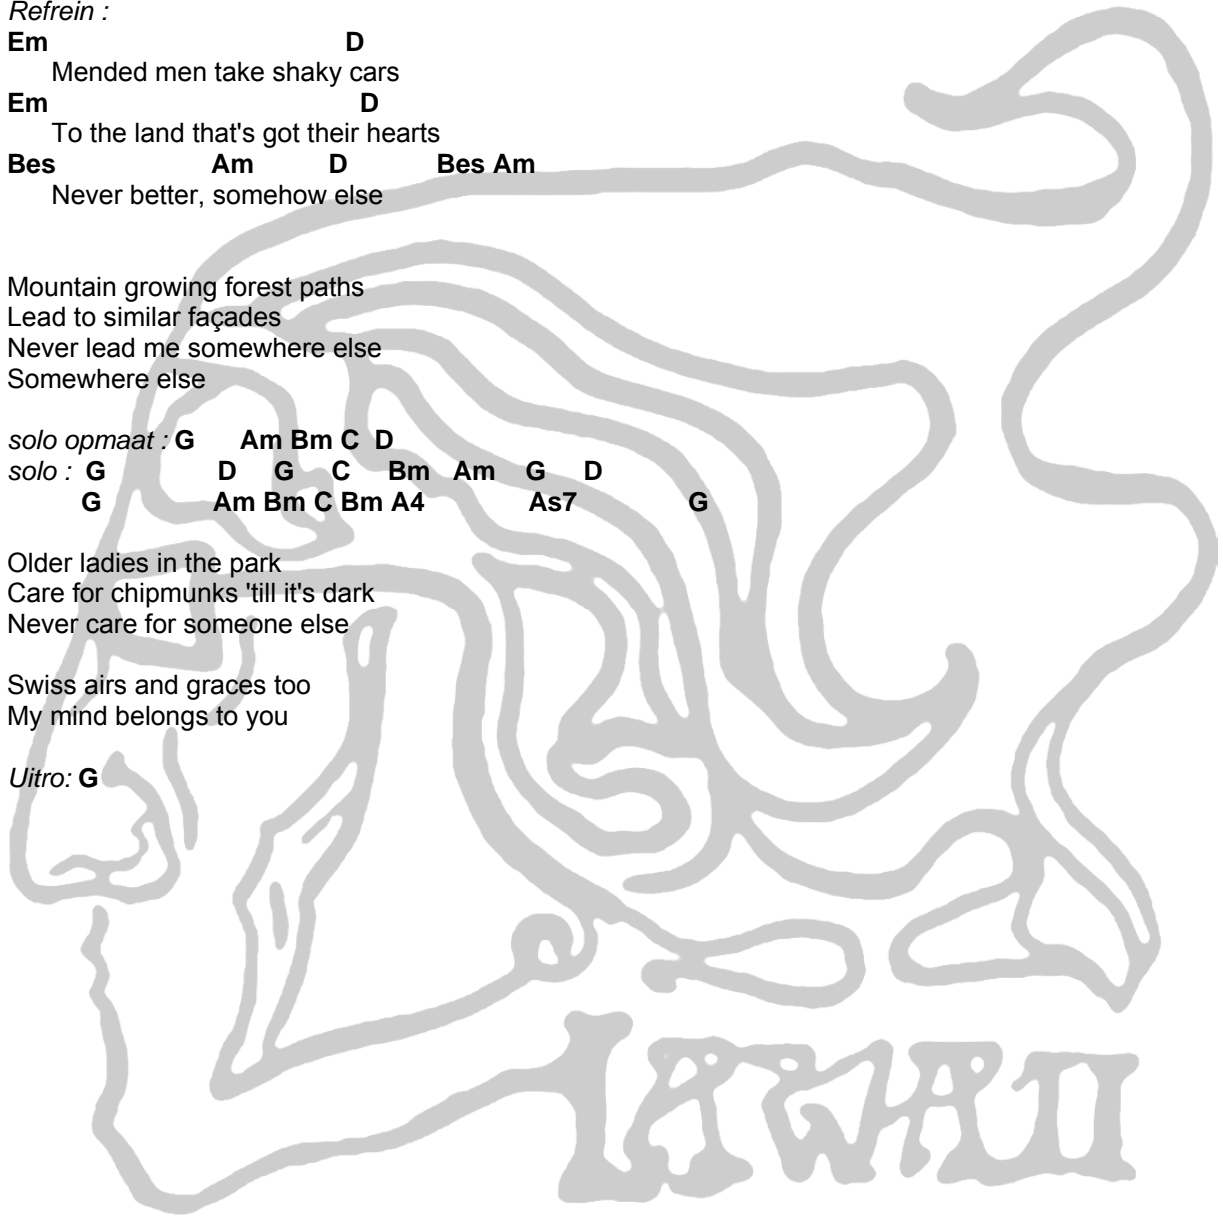 Refrein :
Em D
Mended men take shaky cars
Em D
To the land that's got their hearts
Bes Am D Bes Am
Never better, somehow else
Mountain growing forest paths
Lead to similar façades
Never lead me somewhere else
Somewhere else
solo opmaat : G Am Bm C D
solo : G D G C Bm Am G D
G Am Bm C Bm A4 As7 G
Older ladies in the park
Care for chipmunks 'till it's dark
Never care for someone else
Swiss airs and graces too
My mind belongs to you
Uitro: G